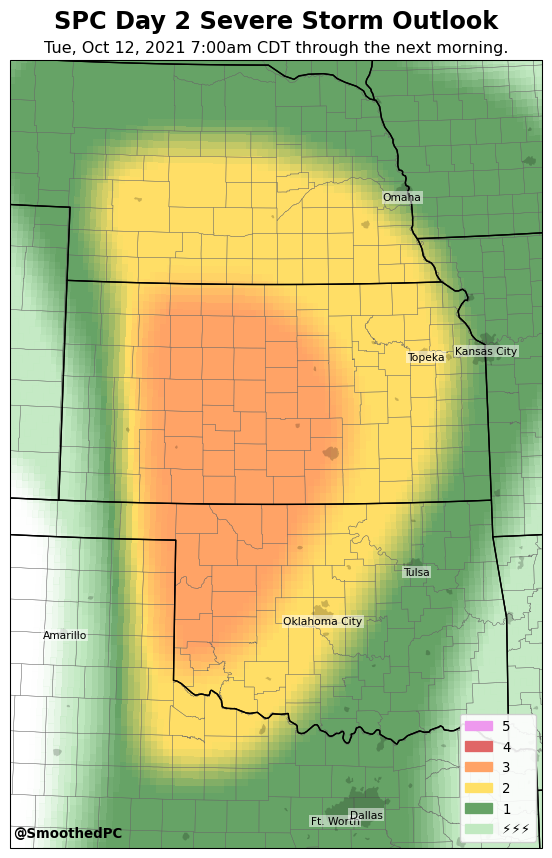 SPC Day 2 Severe Storm Outlook
Tue, Oct 12, 2021 7:00am CDT through the next morning.
Omaha
Topeka
Kansas City
Tulsa
Oklahoma City
Amarillo
5
4
3
2
1
⚡⚡⚡
Dallas
Ft. Worth
@SmoothedPC